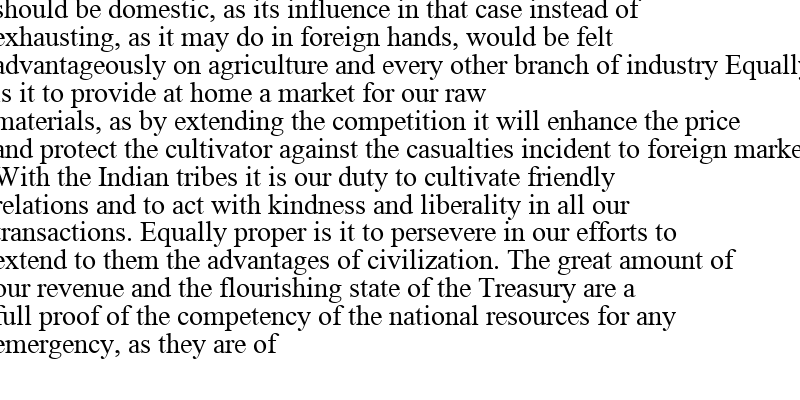 should be domestic, as its influence in that case instead of
exhausting, as it may do in foreign hands, would be felt
advantageously on agriculture and every other branch of industry Equally
is it to provide at home a market for our raw
materials, as by extending the competition it will enhance the price
and protect the cultivator against the casualties incident to foreign
With the Indian tribes it is our duty to cultivate friendly
relations and to act with kindness and liberality in all our
transactions. Equally proper is it to persevere in our efforts to
extend to them the advantages of civilization. The great amount of
our revenue and the flourishing state of the Treasury are a
full proof of the competency of the national resources for any
emergency, as they are of